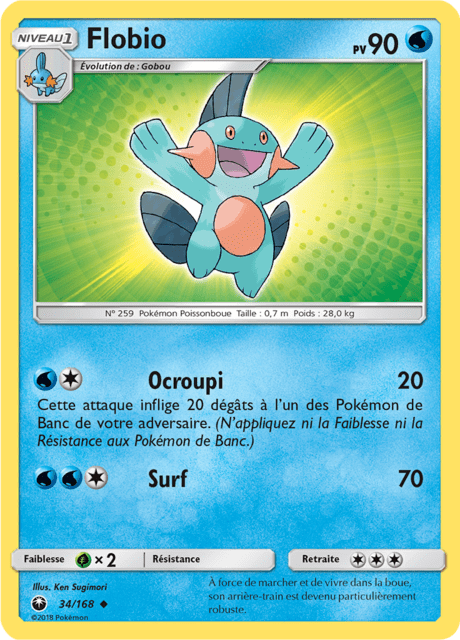 NIVEAU 1 Flobio PV 90
Évolution de : Gobou
N° 259 Pokémon Poissonboue Taille : 0,7 m Poids : 28,0 kg
Ocroupi 20
Cette attaque inflige 20 dégâts à l'un des Pokémon de
Banc de votre adversaire. (N'appliquez ni la Faiblesse ni la
Résistance aux Pokémon de Banc.)
Surf 70
Faiblesse ×2 Résistance Retraite
Illus. Ken Sugimori
34/168
©2018 Pokémon
À force de marcher et de vivre dans la boue,
son arrière-train est devenu particulièrement
robuste.